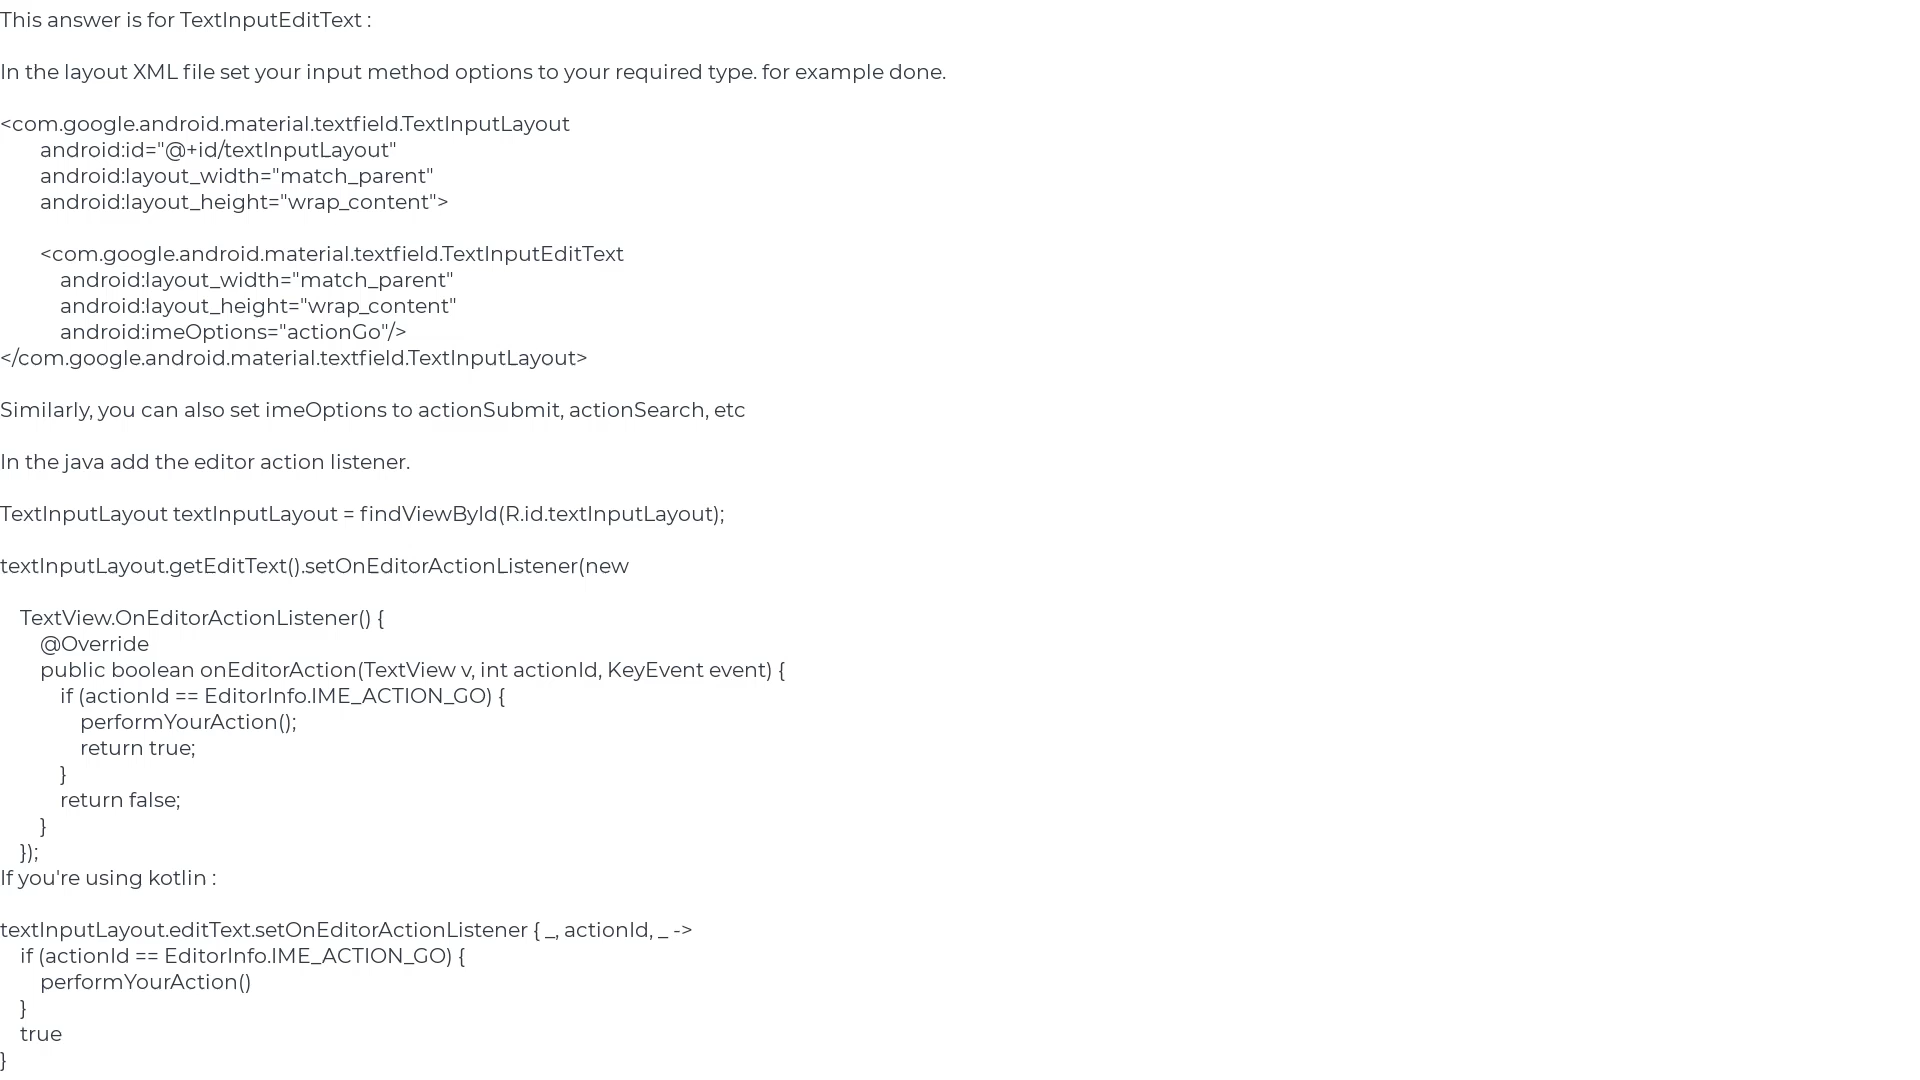 This answer is for TextInputEditText :
In the layout XML file set your input method options to your required type. for example done.
<com.google.android.material.textfield.TextInputLayout
android:id="@+id/textInputLayout"
android:layout_width="match_parent"
android:layout_height="wrap_content">
<com.google.android.material.textfield.TextInputEditText
android:layout_width="match_parent"
android:layout_height="wrap_content"
android:imeOptions="actionGo"/>
</com.google.android.material.textfield.TextInputLayout>
Similarly, you can also set imeOptions to actionSubmit, actionSearch, etc
In the java add the editor action listener.
TextInputLayout textInputLayout = findViewById(R.id.textInputLayout);
textInputLayout.getEditText().setOnEditorActionListener(new
TextView.OnEditorActionListener() {
@Override
public boolean onEditorAction(TextView v, int actionId, KeyEvent event) {
if (actionId == EditorInfo.IME_ACTION_GO) {
performYourAction();
return true;
}
return false;
}
});
If you're using kotlin :
textInputLayout.editText.setOnEditorActionListener { _, actionId, _ ->
if (actionId == EditorInfo.IME_ACTION_GO) {
performYourAction()
}
true
}